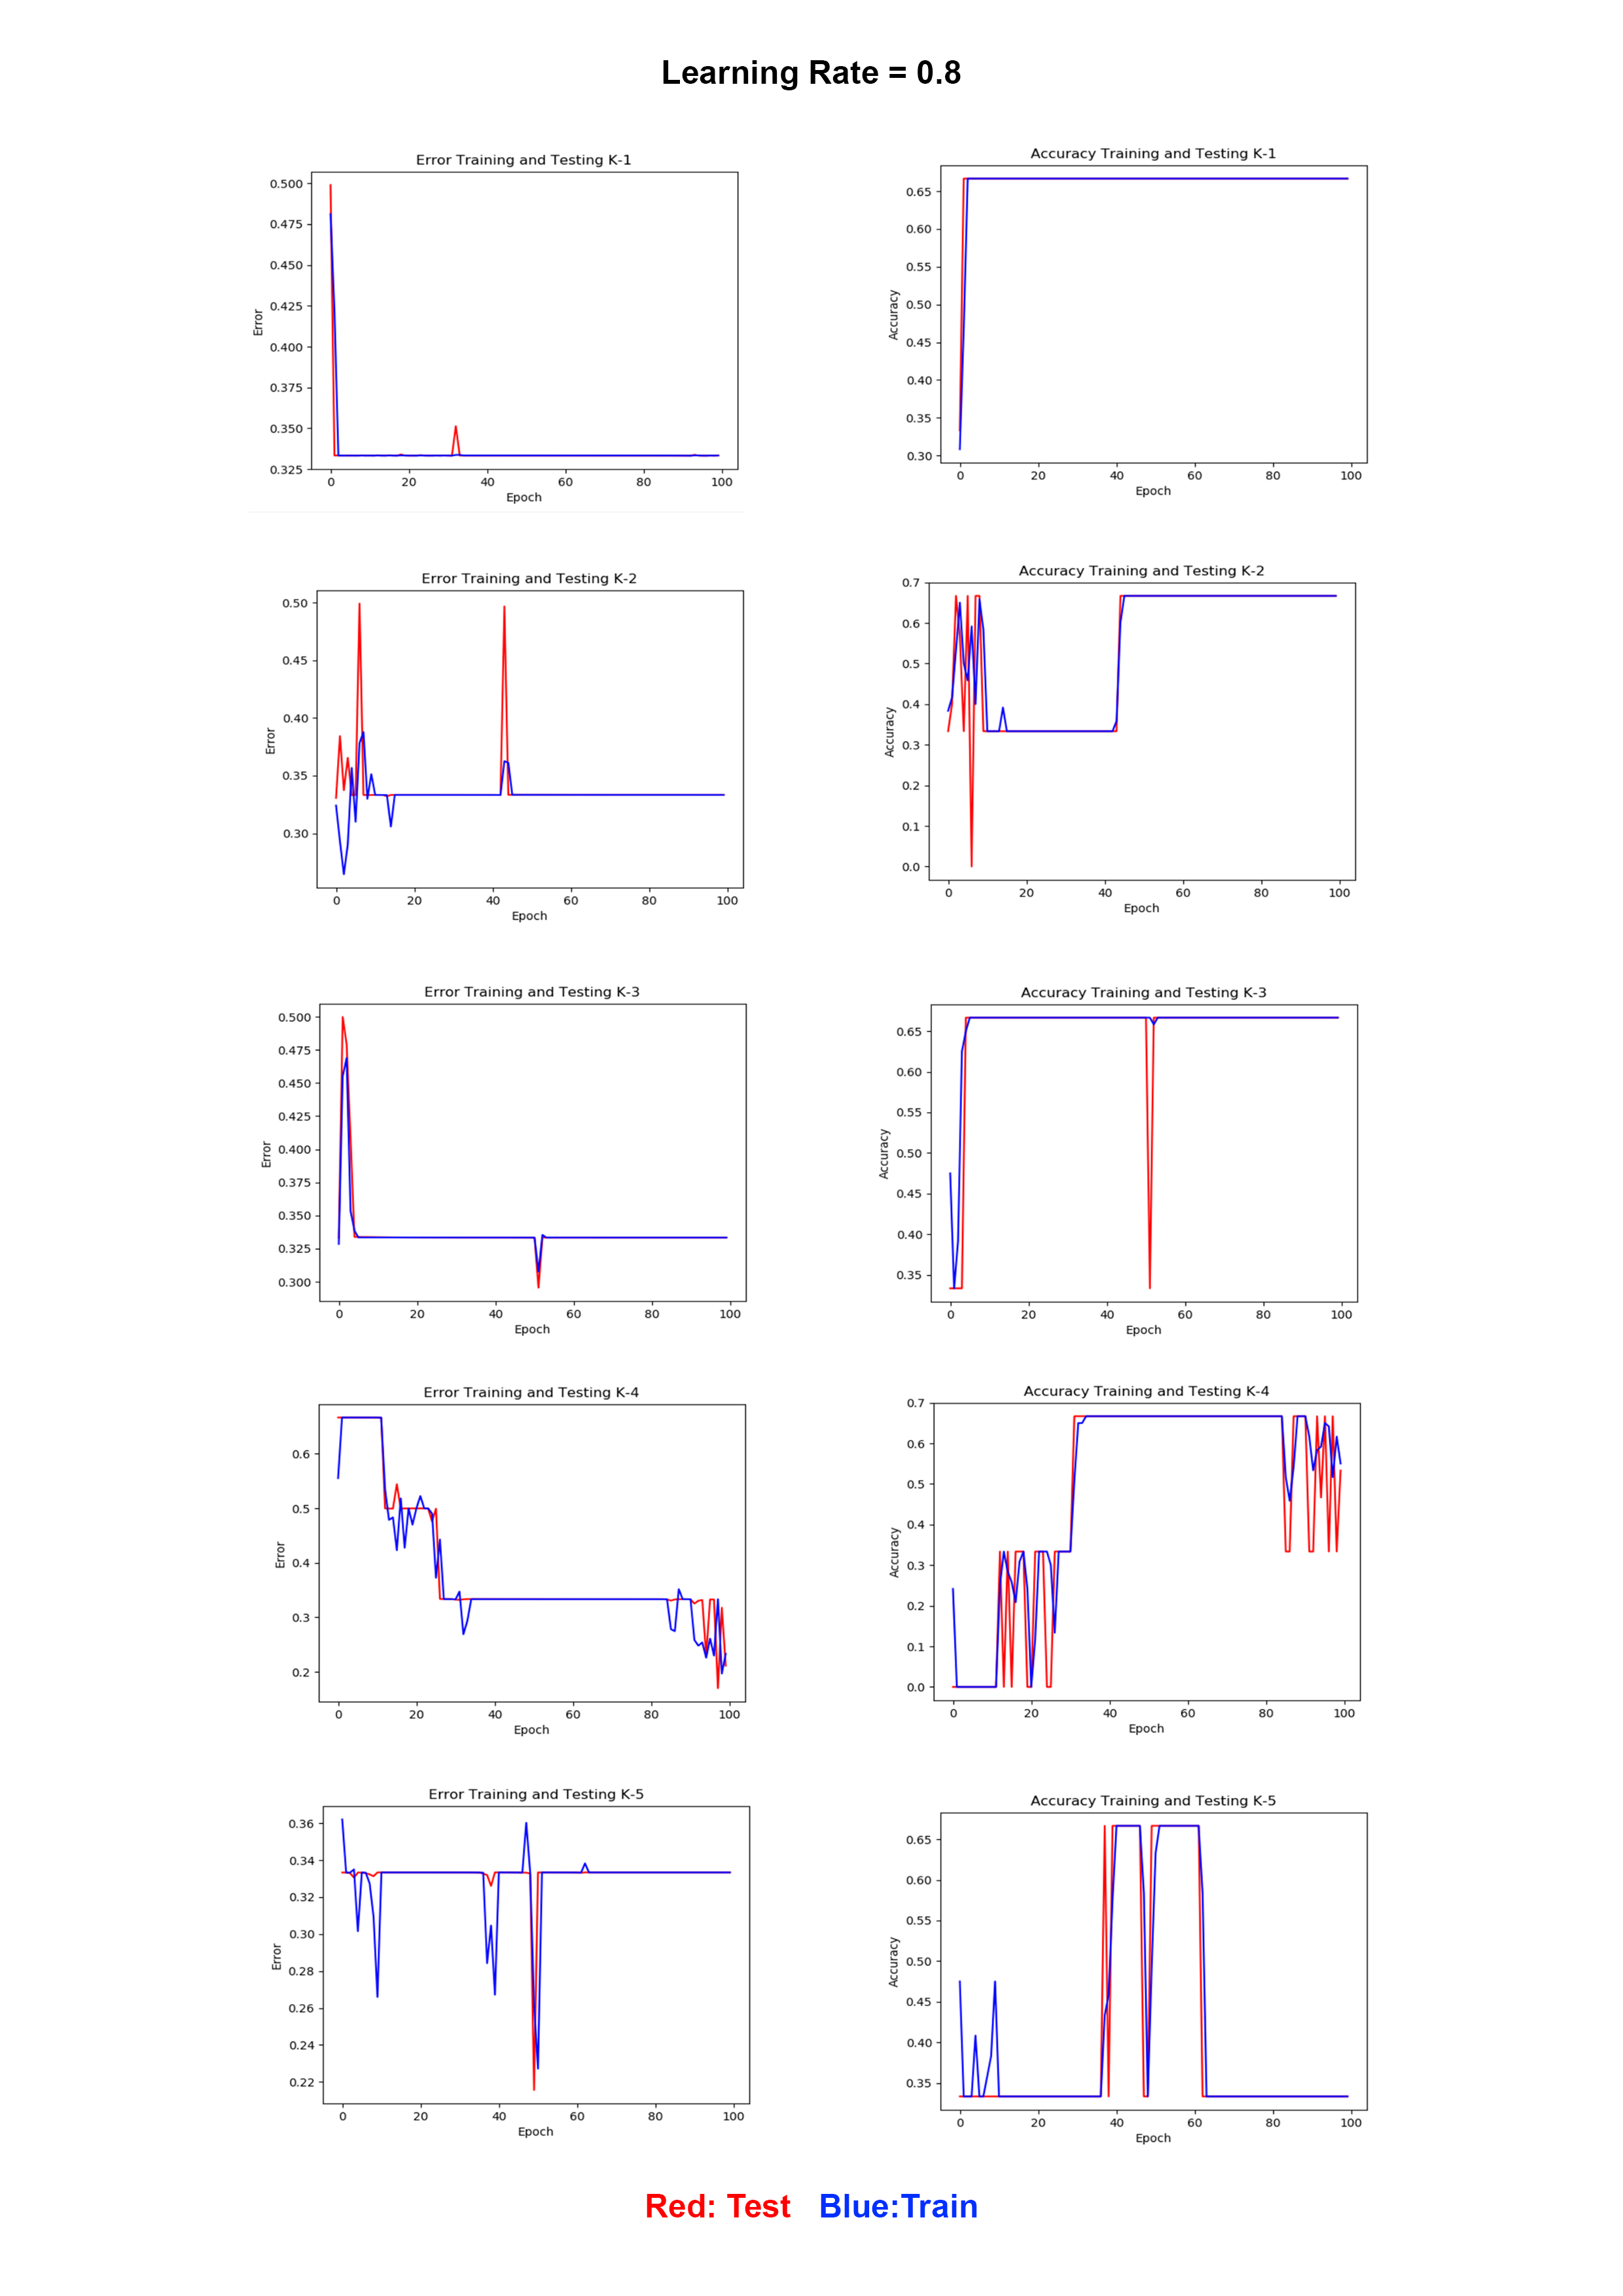 Learning Rate = 0.8
Error Training and Testing K-1
0.500
0.475
0.450
0.425
0.400
0.375
0.350
0.325
Error
0 20 40 60 80 100
Epoch
Accuracy Training and Testing K-1
0.65
0.60
0.55
0.50
0.45
0.40
0.35
0.30
Accuracy
0 20 40 60 80 100
Epoch
Error Training and Testing K-2
0.50
0.45
0.40
0.35
0.30
Error
0 20 40 60 80 100
Epoch
Accuracy Training and Testing K-2
0.7
0.6
0.5
0.4
0.3
0.2
0.1
0.0
Accuracy
0 20 40 60 80 100
Epoch
Error Training and Testing K-3
0.500
0.475
0.450
0.425
0.400
0.375
0.350
0.325
0.300
Error
0 20 40 60 80 100
Epoch
Accuracy Training and Testing K-3
0.65
0.60
0.55
0.50
0.45
0.40
0.35
Accuracy
0 20 40 60 80 100
Epoch
Error Training and Testing K-4
0.6
0.5
0.4
0.3
0.2
Error
0 20 40 60 80 100
Epoch
Accuracy Training and Testing K-4
0.7
0.6
0.5
0.4
0.3
0.2
0.1
0.0
Accuracy
0 20 40 60 80 100
Epoch
Error Training and Testing K-5
0.36
0.34
0.32
0.30
0.28
0.26
0.24
0.22
Error
0 20 40 60 80 100
Epoch
Accuracy Training and Testing K-5
0.65
0.60
0.55
0.50
0.45
0.40
0.35
Accuracy
0 20 40 60 80 100
Epoch
Red: Test Blue:Train